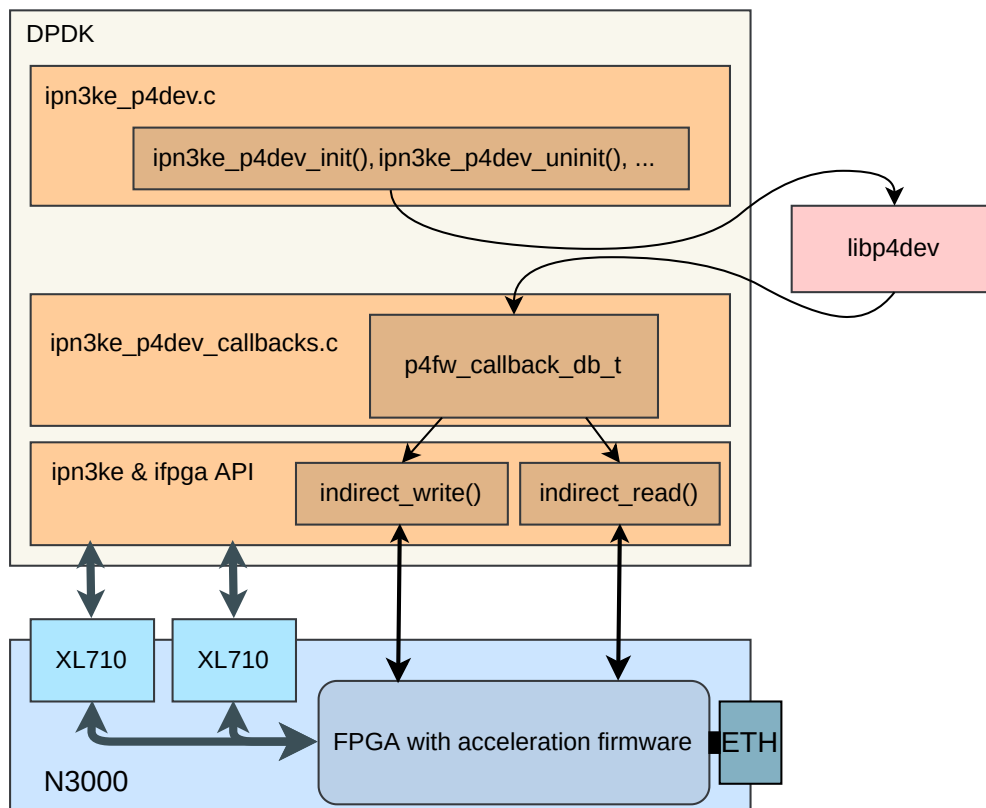 DPDK
ipn3ke_p4dev.c
ipn3ke_p4dev_init(), ipn3ke_p4dev_uninit(), ...
libp4dev
ipn3ke_p4dev_callbacks.c
p4fw_callback_db_t
ipn3ke & ifpga API
indirect_write()
indirect_read()
XL710
XL710
FPGA with acceleration firmware
ETH
N3000